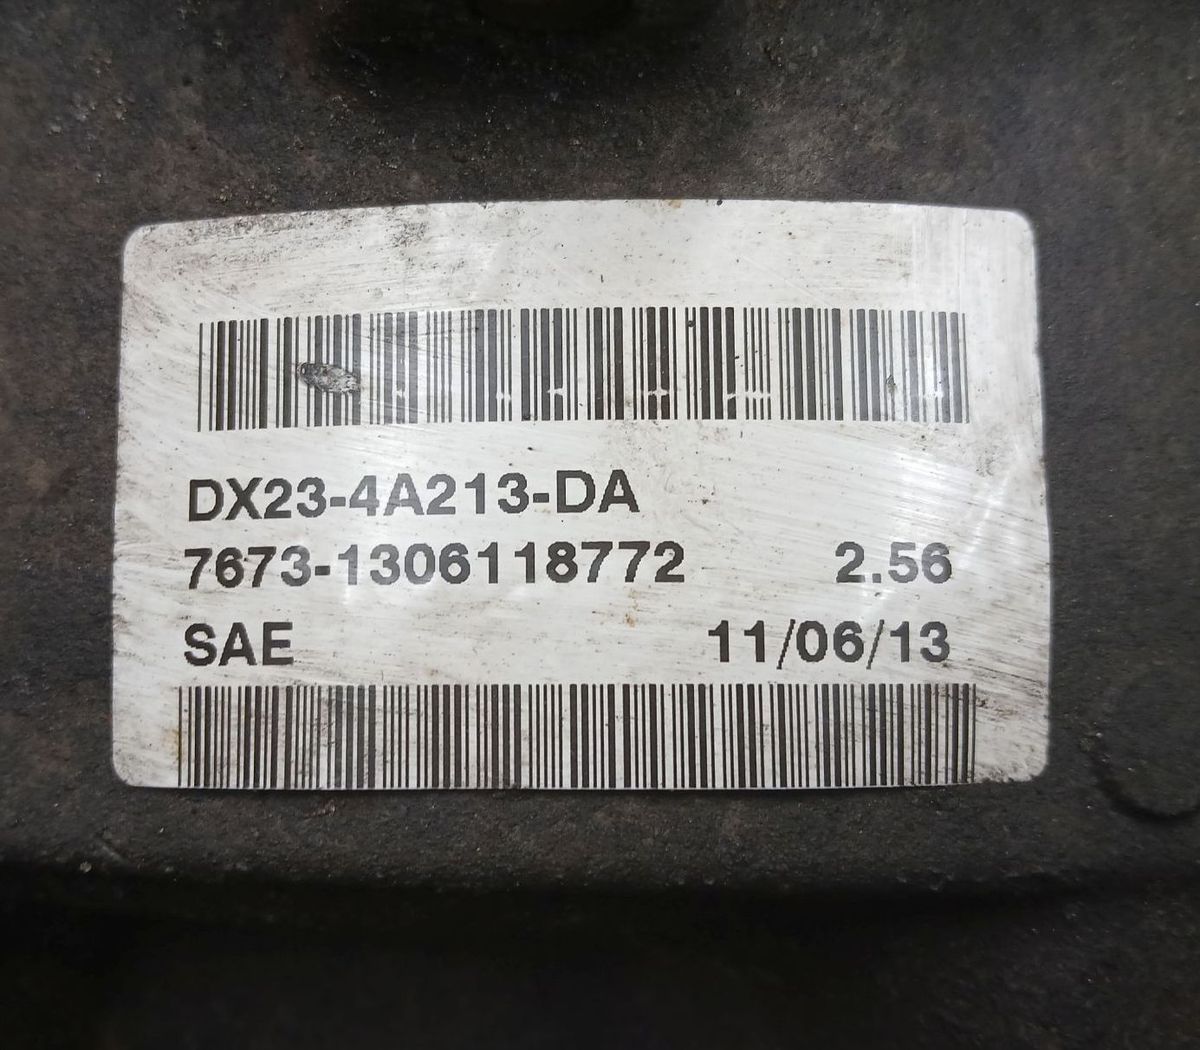 DX23-4A213-DA
7673-1306118772 2.56
SAE 11/06/13